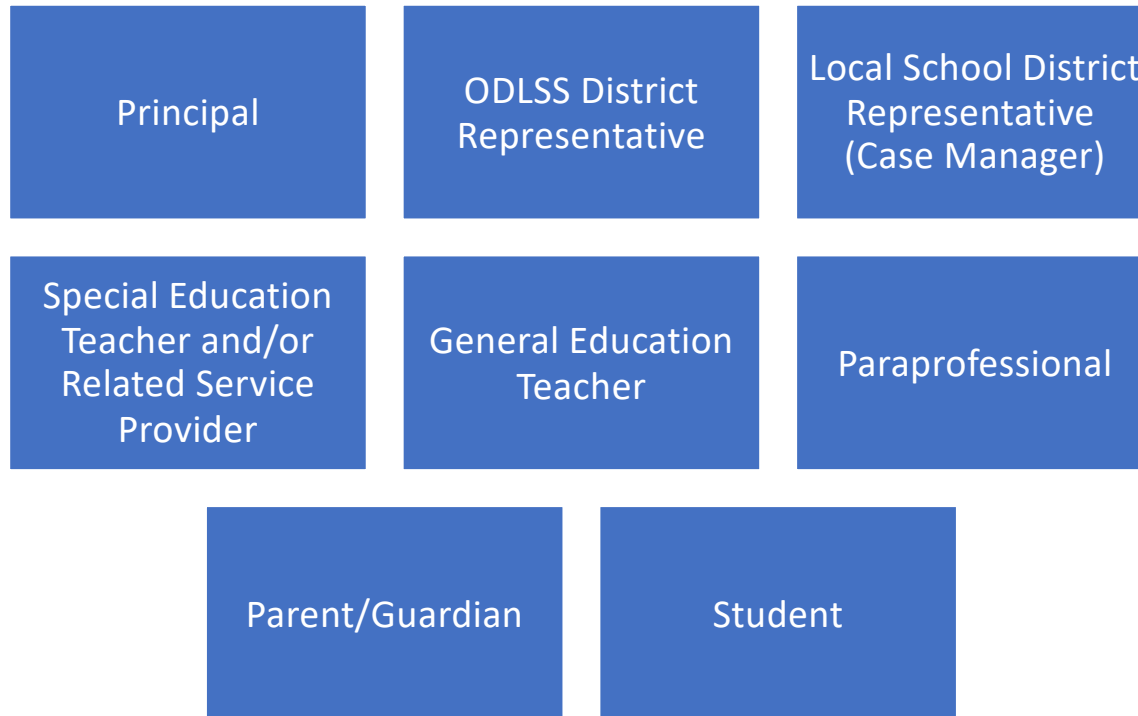 Principal
ODLSS District
Representative
Local School District
Representative
(Case Manager)
Special Education
Teacher and/or
Related Service
Provider
General Education
Teacher
Paraprofessional
Parent/Guardian
Student